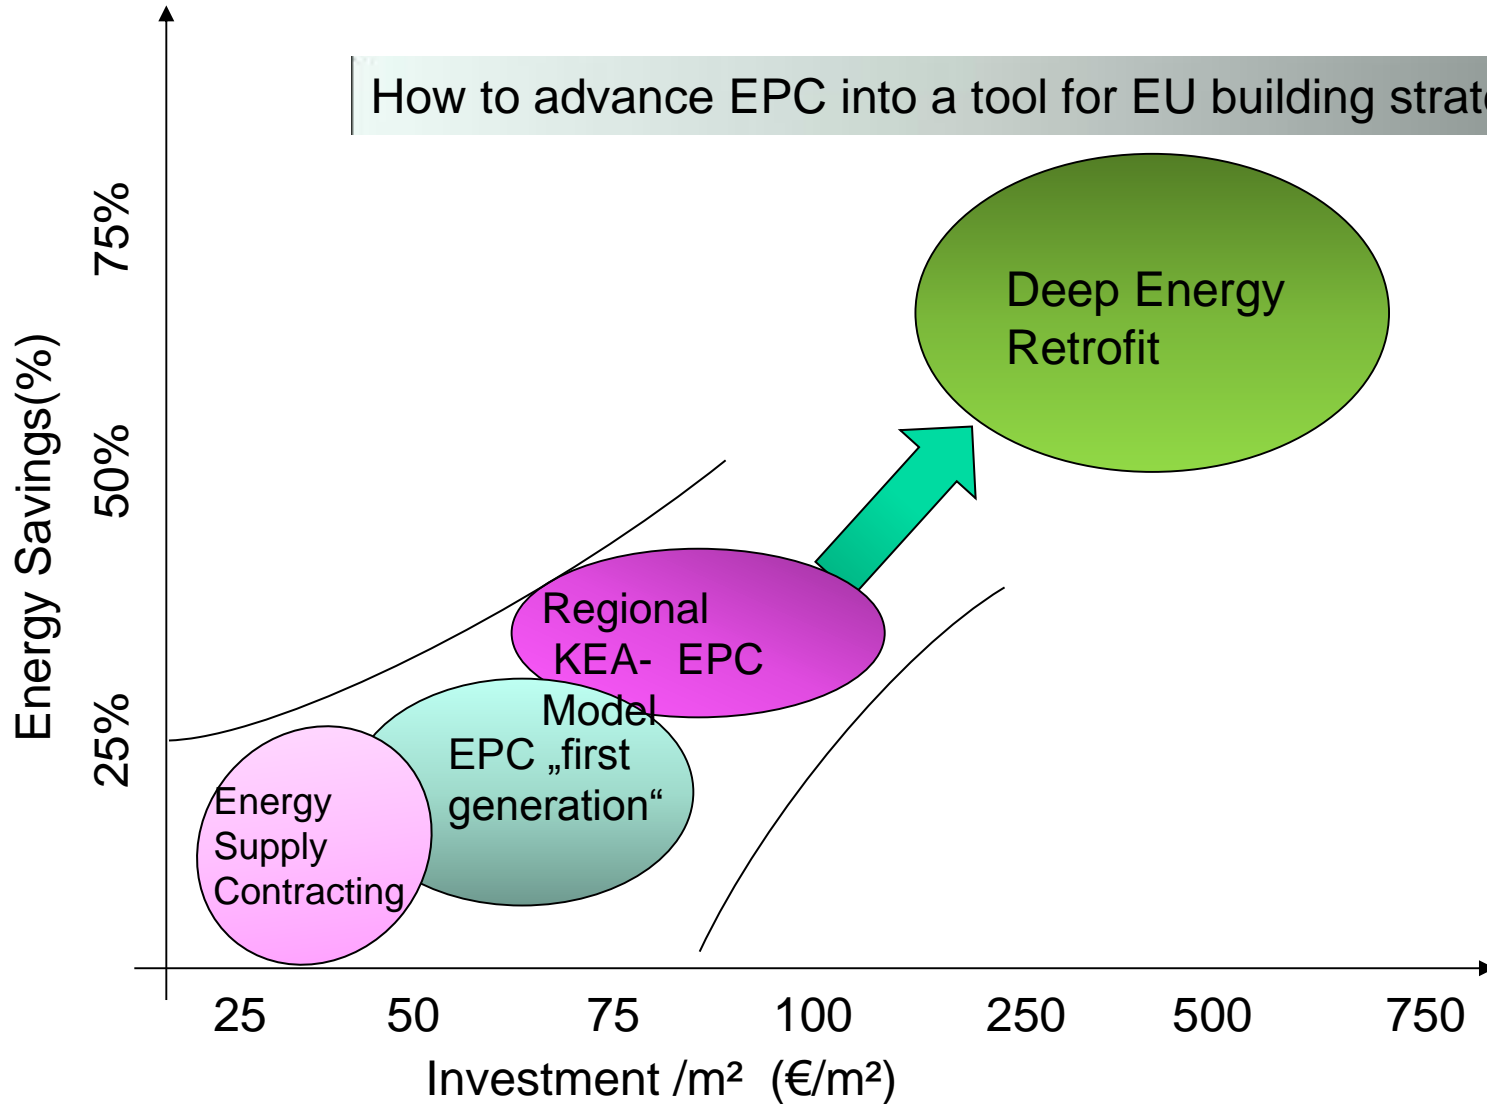 How to advance EPC into a tool for EU building
75%
50%
25%
Energy Savings(%)
Deep Energy
Retrofit
Regional
KEA- EPC
Model
EPC „first
generation“
Energy
Supply
Contracting
25 50 75 100 250 500 750
Investment /m² (€/m²)